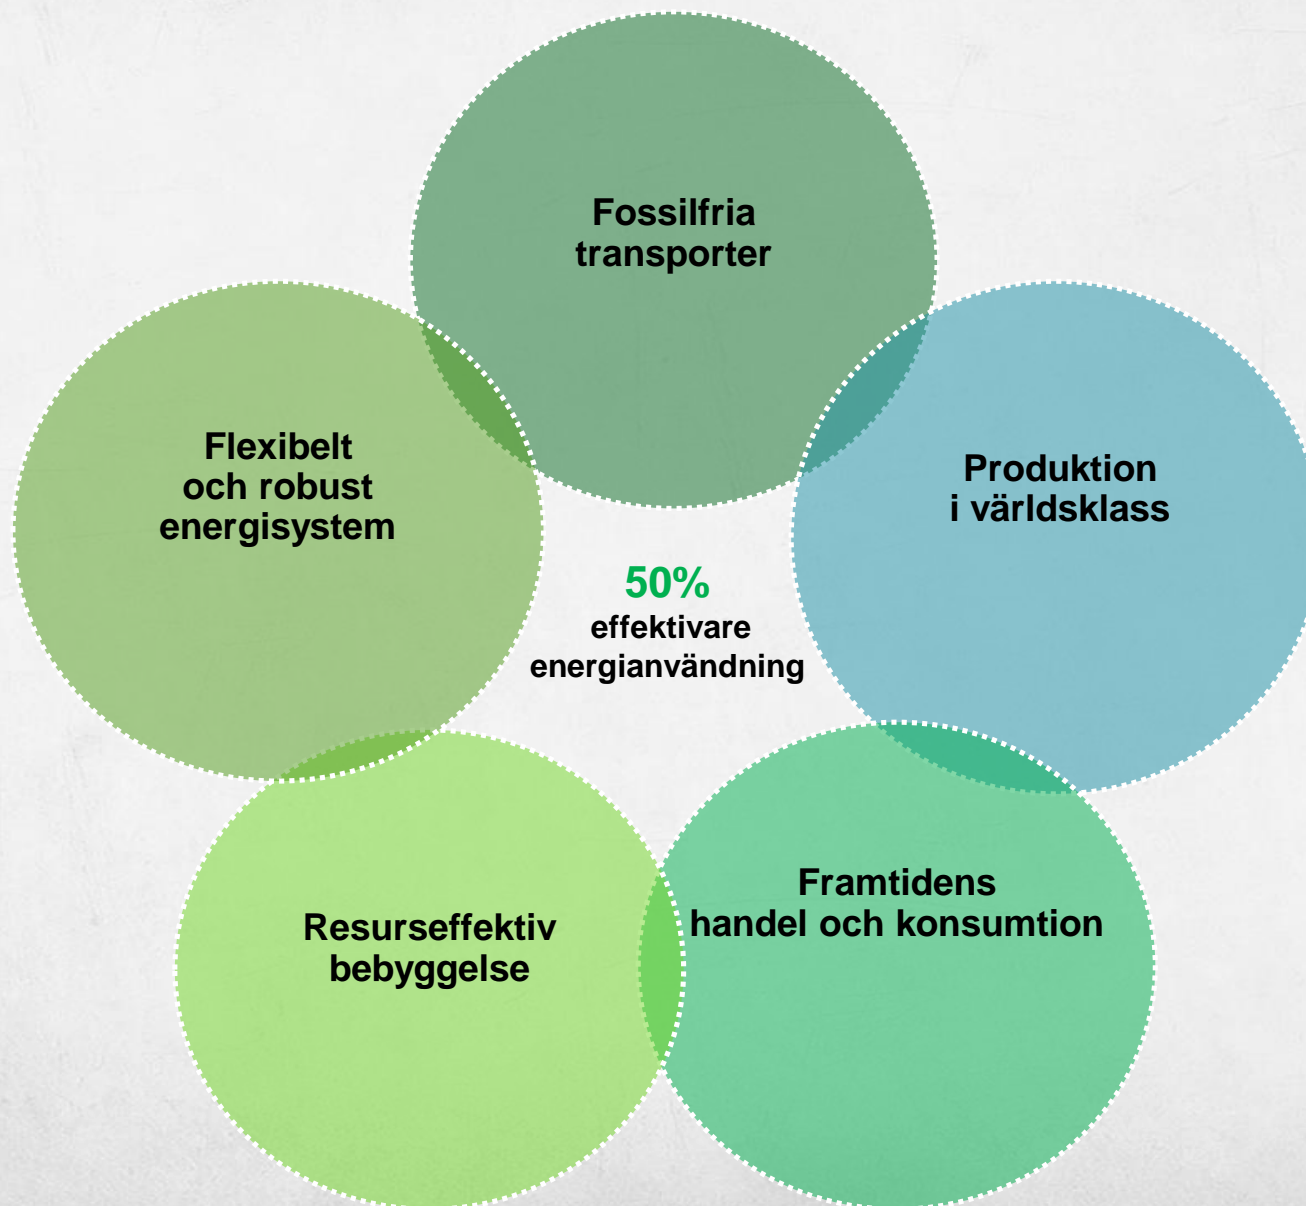 Fossilfria
transporter
Flexibelt
och robust
energisystem
Produktion
i världsklass
50%
effektivare
energianvändning
Resurseffektiv
bebyggelse
Framtidens
handel och konsumtion